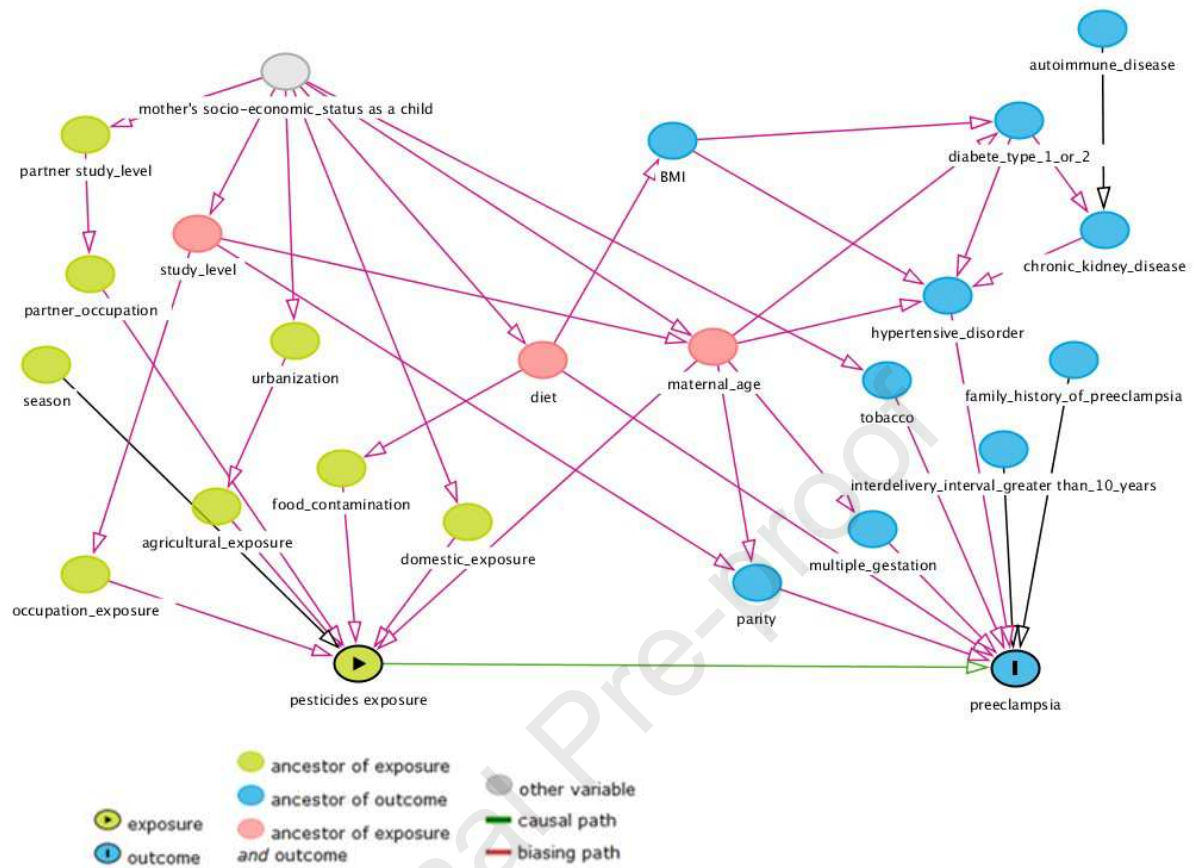 autoimmune_disease
mother's socio-economic_status as a child
partner study_level
BMI
diabete_type_1_or_2
study_level
chronic_kidney_disease
partner_occupation
hypertensive_disorder
urbanization
season
diet
maternal_age
tobacco
family_history_of_preeclampsia
food_contamination
interdelivery_interval_greater than_10_years
agricultural_exposure
domestic_exposure
multiple_gestation
occupation_exposure
parity
pesticides exposure
preeclampsia
exposure
outcome
ancestor of exposure
ancestor of outcome
ancestor of exposure
and outcome
other variable
causal path
biasing path
nal Pre-proof